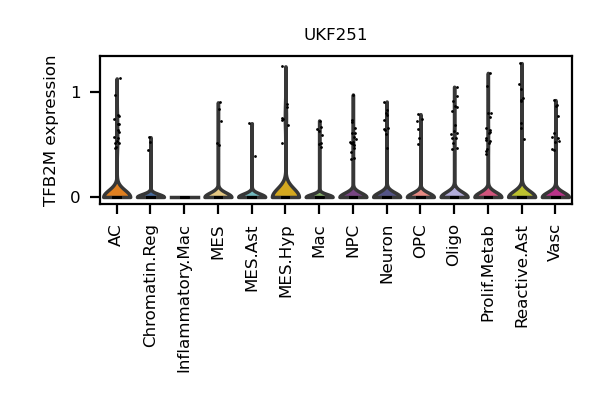 UKF251
TFB2M expression
1
0
AC
Chromatin.Reg
Inflammatory.Mac
MES
MES.Ast
MES.Hyp
Mac
NPC
Neuron
OPC
Oligo
Prolif.Metab
Reactive.Ast
Vasc